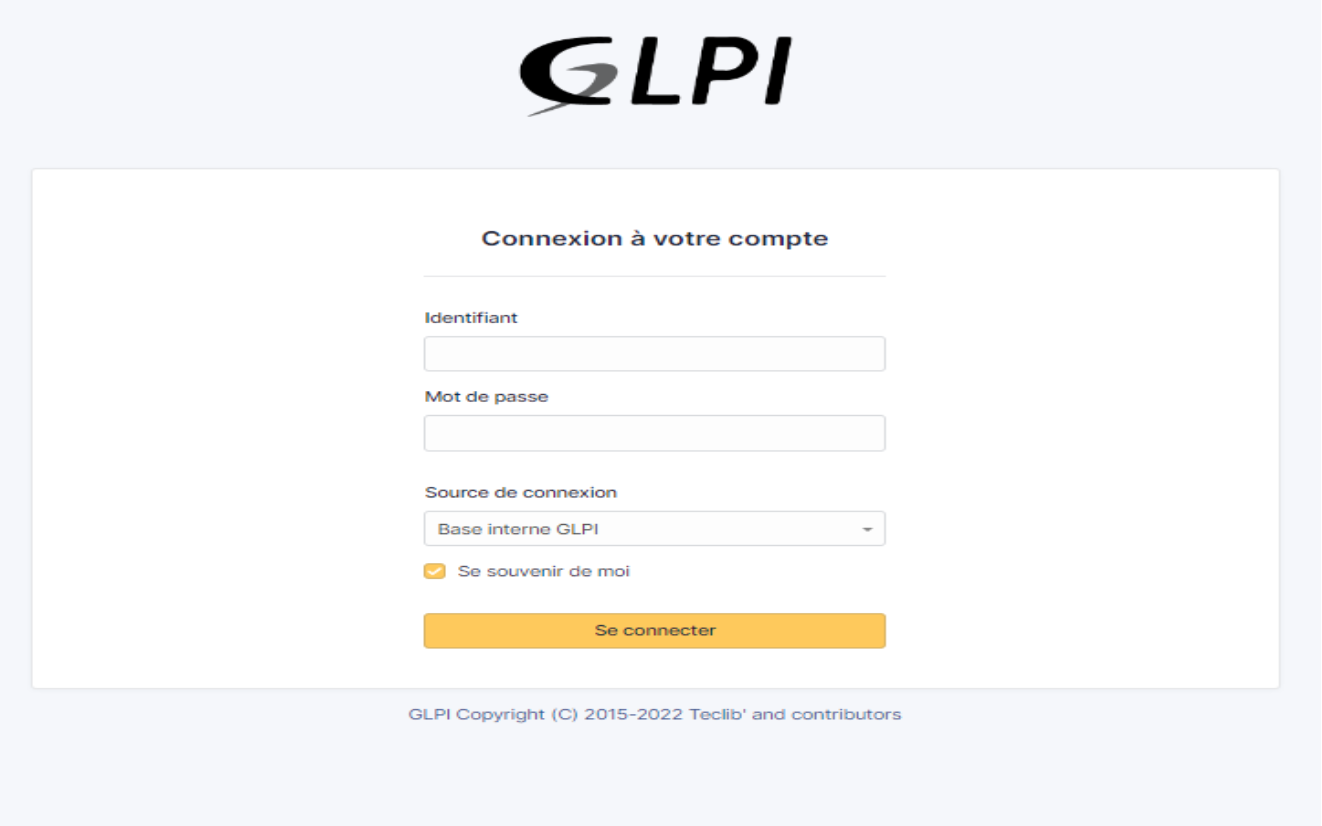 GLPI
Connexion à votre compte
Identifiant
Mot de passe
Source de connexion
Base interne GLPI
Se souvenir de moi
Se connecter
GLPI Copyright (C) 2015-2022 Teclib' and contributors